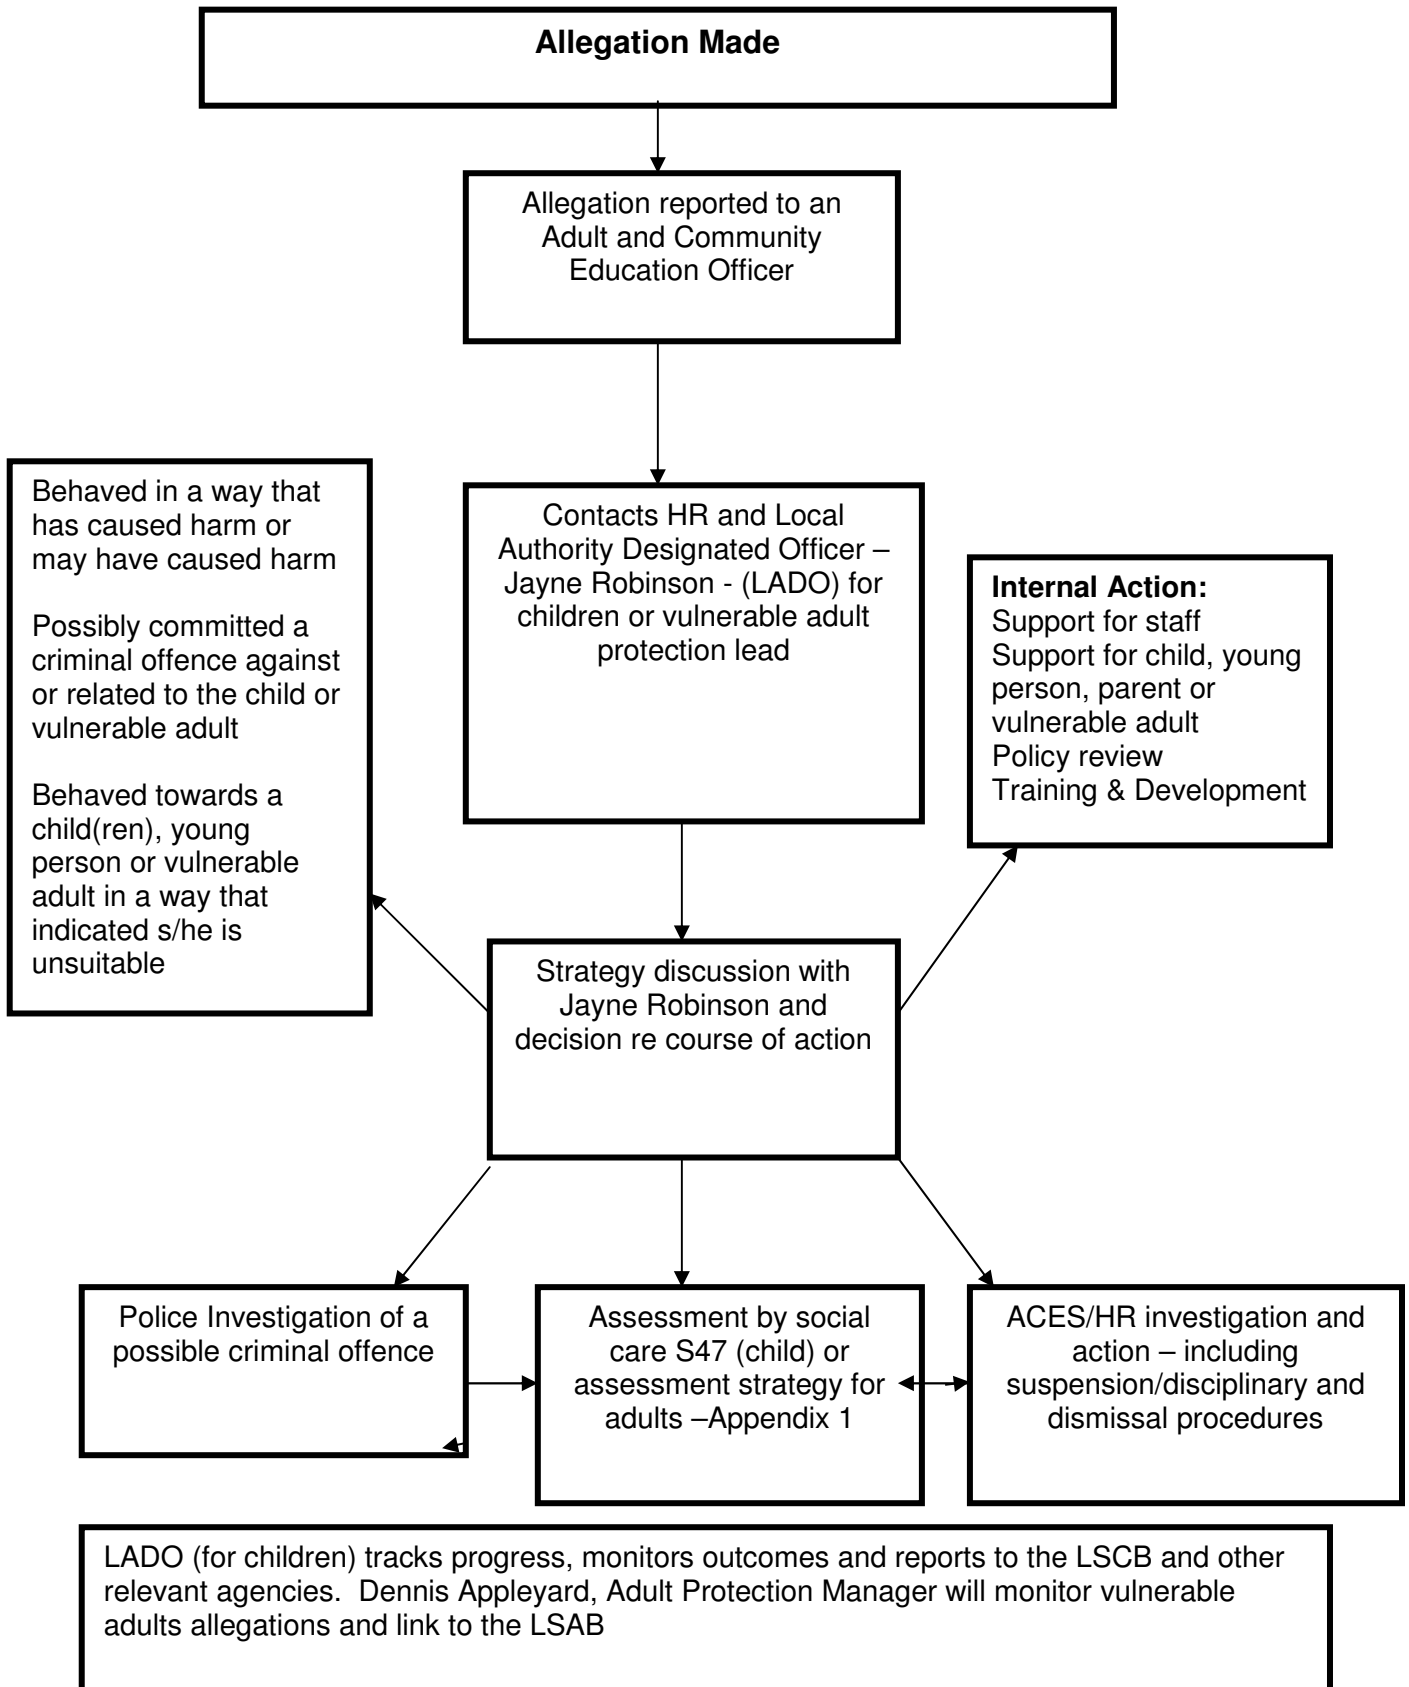 Allegation Made
Allegation reported to an
Adult and Community
Education Officer
Behaved in a way that
has caused harm or
may have caused harm
Possibly committed a
criminal offence against
or related to the child or
vulnerable adult
Behaved towards a
child(ren), young
person or vulnerable
adult in a way that
indicated s/he is
unsuitable
Contacts HR and Local
Authority Designated Officer –
Jayne Robinson - (LADO) for
children or vulnerable adult
protection lead
Internal Action:
Support for staff
Support for child, young
person, parent or
vulnerable adult
Policy review
Training & Development
Strategy discussion with
Jayne Robinson and
decision re course of action
Police Investigation of a
possible criminal offence
Assessment by social
care S47 (child) or
assessment strategy for
adults –Appendix 1
ACES/HR investigation and
action – including
suspension/disciplinary and
dismissal procedures
LADO (for children) tracks progress, monitors outcomes and reports to the LSCB and other
relevant agencies.  Dennis Appleyard, Adult Protection Manager will monitor vulnerable
adults allegations and link to the LSAB